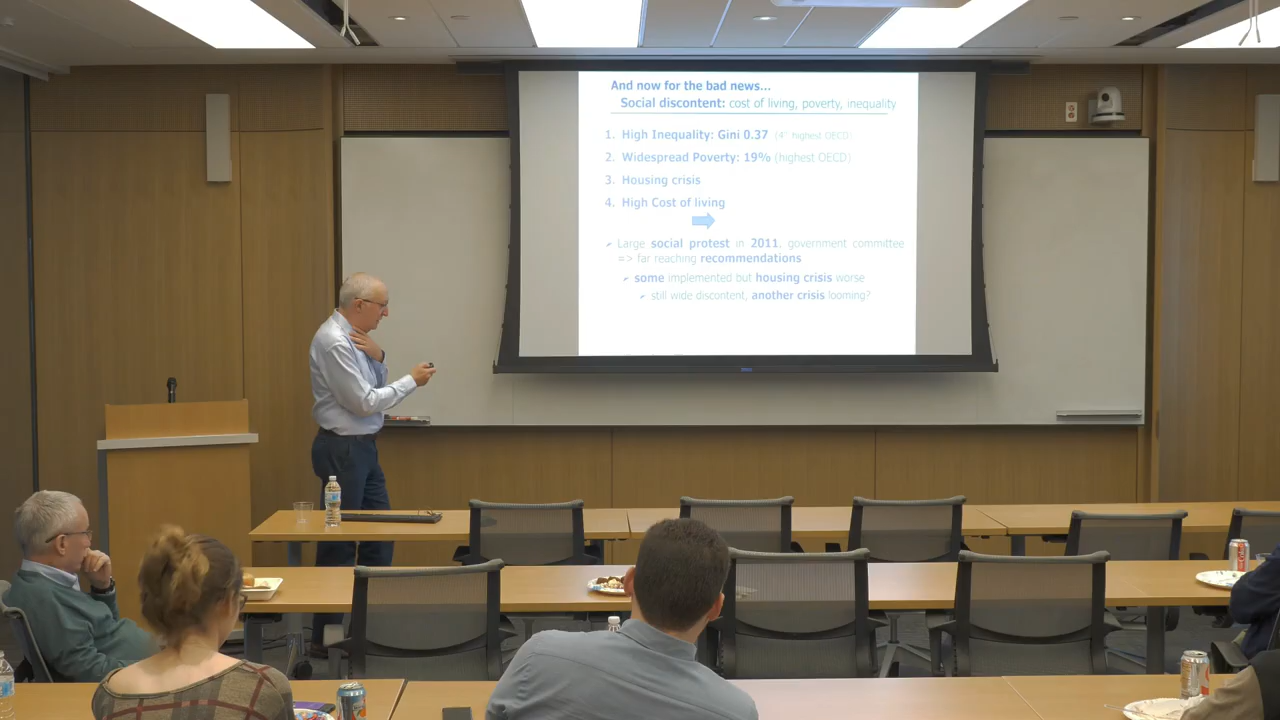 And now for the bad news...
Social discontent: cost of living, poverty, inequality
1. High Inequality: Gini 0.37 (4" highest OECD)
2. Widespread Poverty: 19% (highest OECD)
3. Housing crisis
4. High Cost of living
Large social protest in 2011. government committee
=> far reaching recommendations
some implemented but housing crisis worse
still wide discontent, another crisis looming?